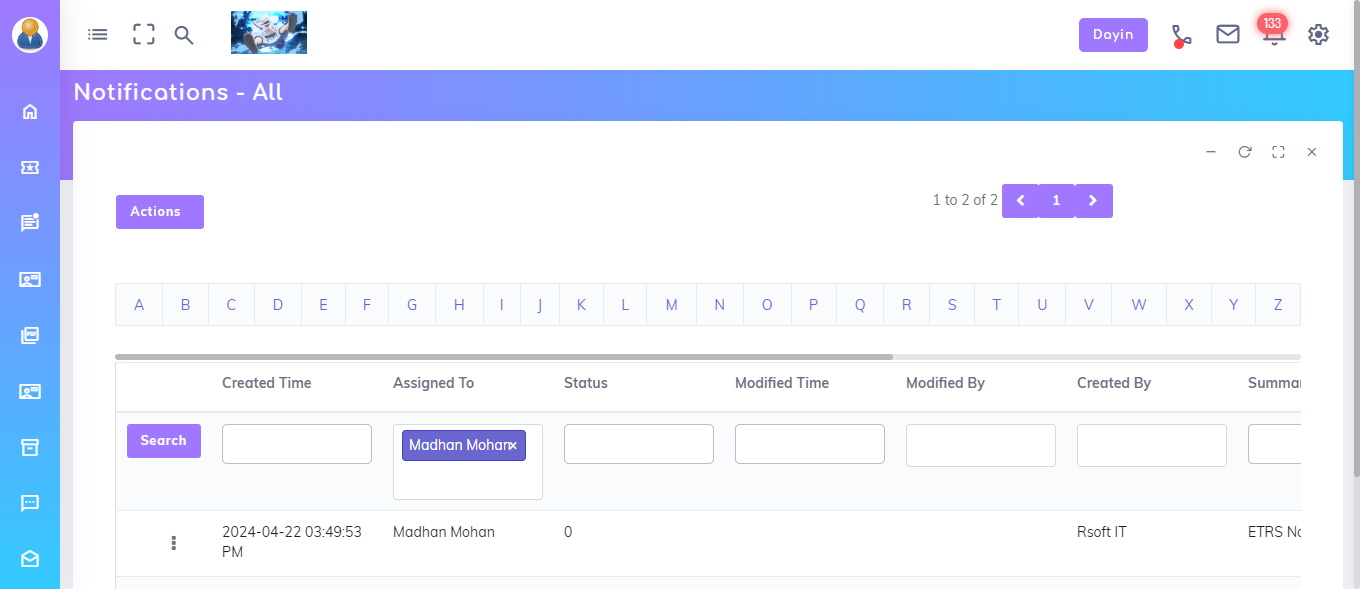 Dayin
133
Notifications - All
Actions
1 to 2 of 2
1
A B C D E F G H I J K L M N O P Q R S T U V W X Y Z
Created Time Assigned To Status Modified Time Modified By Created By
Search
Madhan Mohan ×
2024-04-22 03:49:53 PM
Madhan Mohan
0
Rsoft IT
ETRS